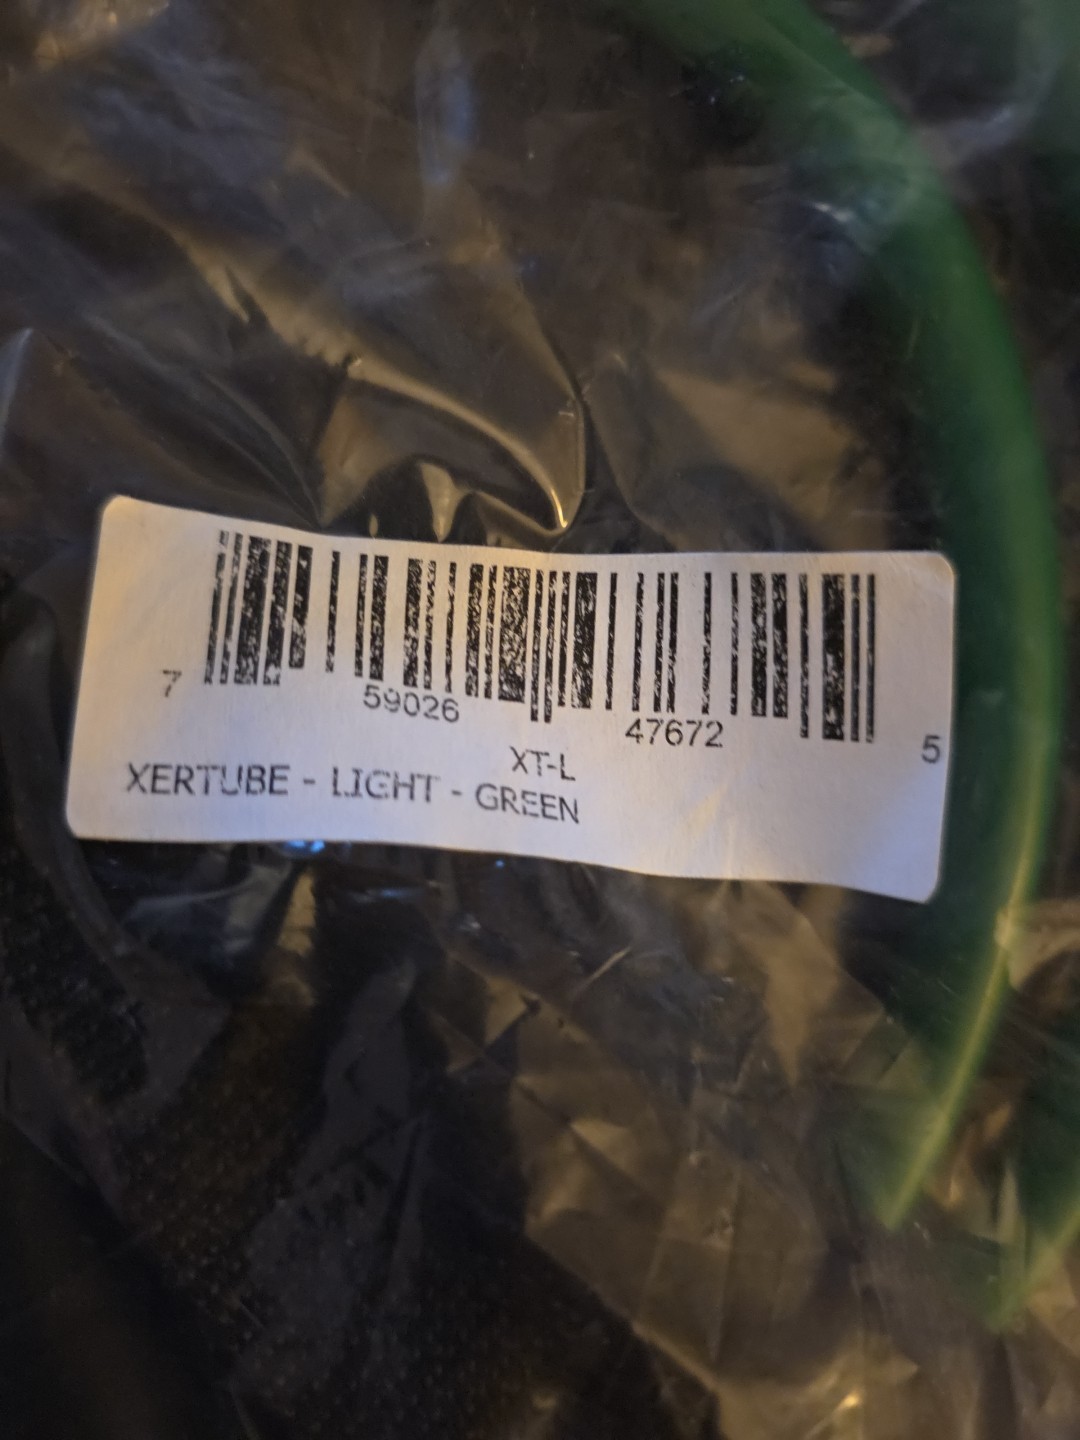 7 59026 47672 5
XT-L
XERTUBE - LIGHT - GREEN